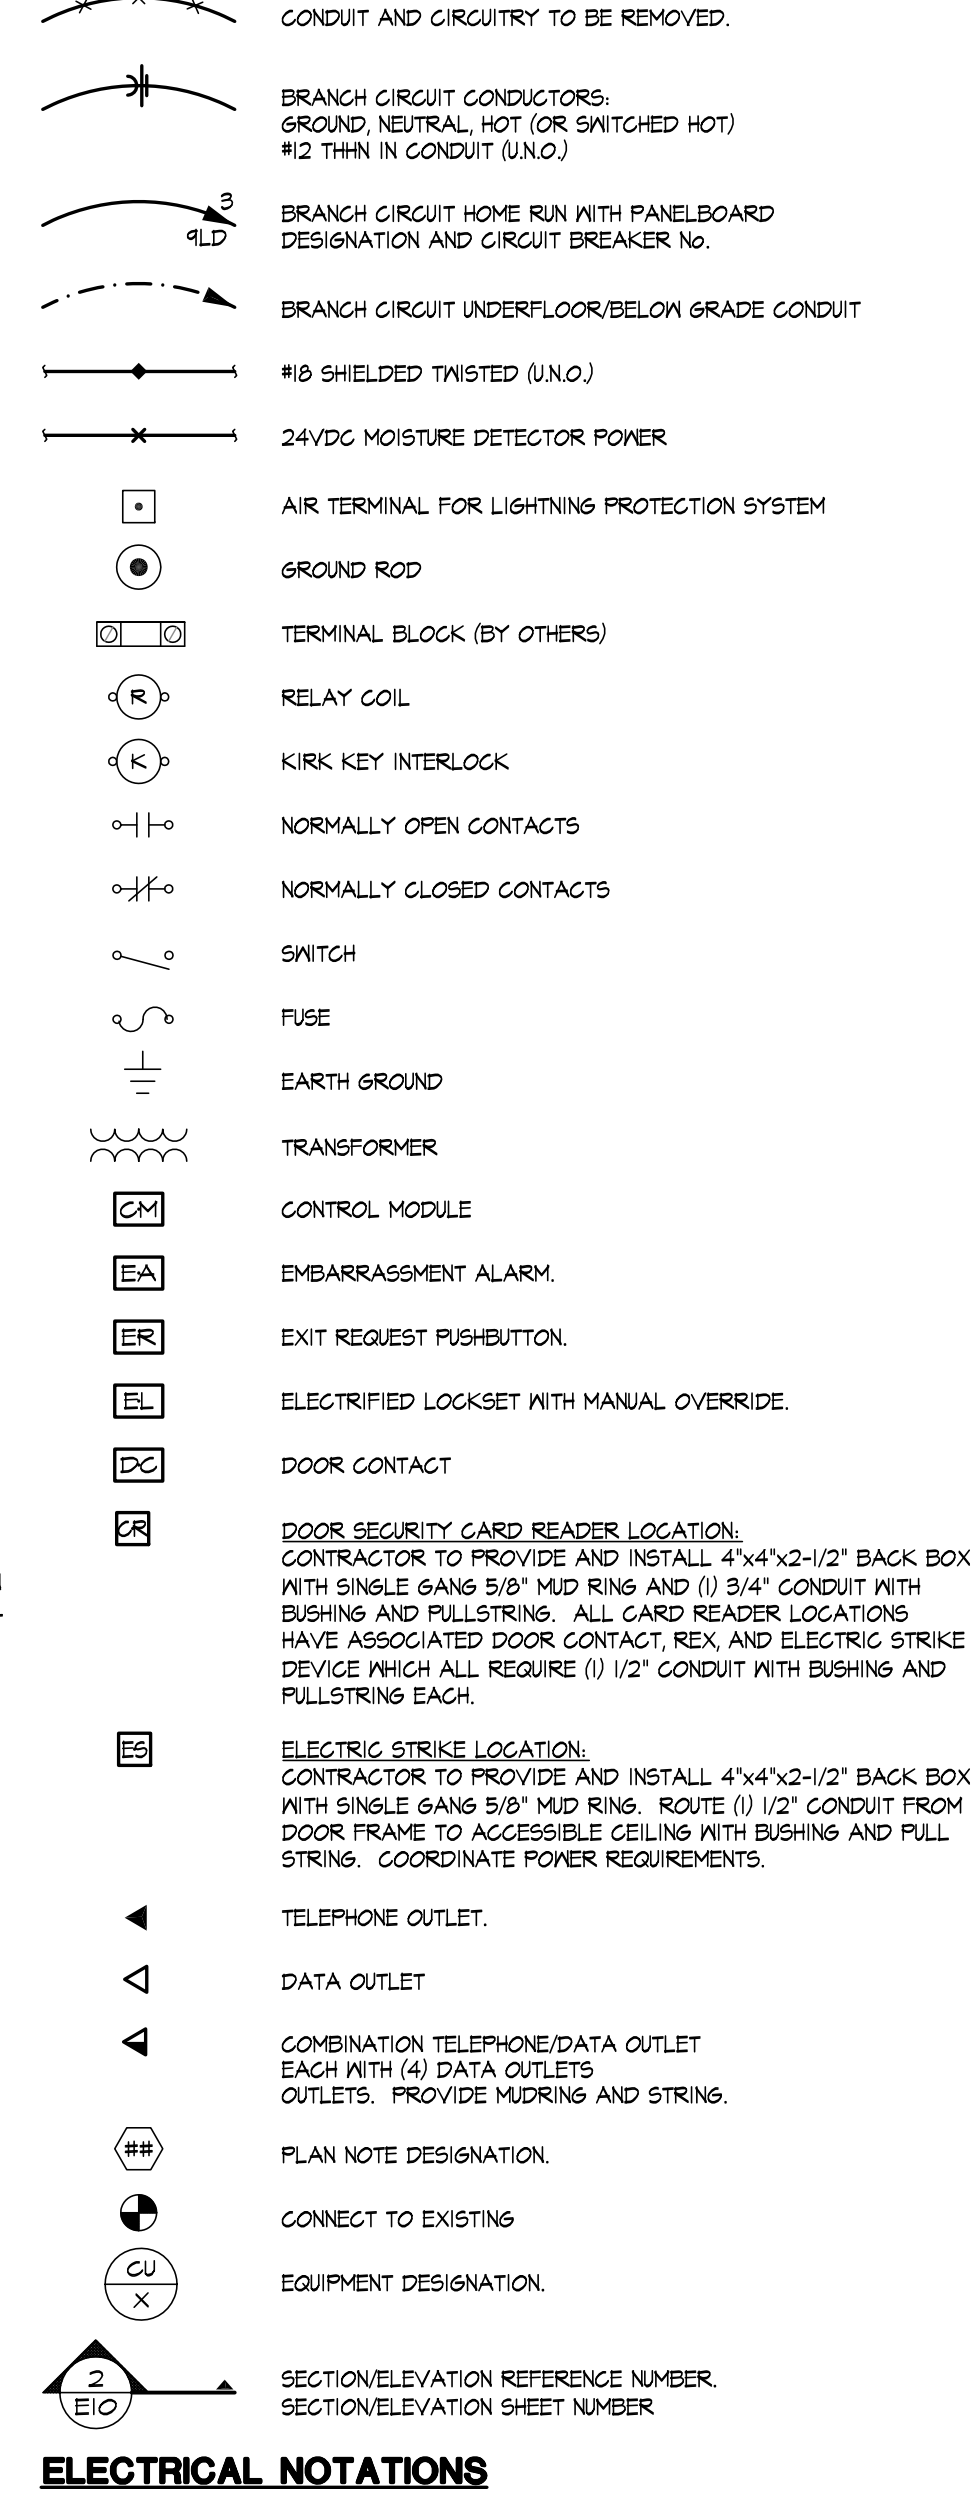 CONDUIT AND CIRCUITRY TO BE REMOVED.
BRANCH CIRCUIT CONDUCTORS:
GROUND, NEUTRAL, HOT (OR SWITCHED HOT)
#12 THHN IN CONDUIT (U.N.O.)
3
9LD
BRANCH CIRCUIT HOME RUN WITH PANELBOARD
DESIGNATION AND CIRCUIT BREAKER No.
BRANCH CIRCUIT UNDERFLOOR/BELOW GRADE CONDUIT
#18 SHIELDED TWISTED (U.N.O.)
24VDC MOISTURE DETECTOR POWER
AIR TERMINAL FOR LIGHTNING PROTECTION SYSTEM
GROUND ROD
TERMINAL BLOCK (BY OTHERS)
R RELAY COIL
K KIRK KEY INTERLOCK
NORMALLY OPEN CONTACTS
NORMALLY CLOSED CONTACTS
SWITCH
FUSE
EARTH GROUND
TRANSFORMER
CM CONTROL MODULE
EA EMBARRASSMENT ALARM.
ER EXIT REQUEST PUSHBUTTON.
EL ELECTRIFIED LOCKSET WITH MANUAL OVERRIDE.
DC DOOR CONTACT
CR DOOR SECURITY CARD READER LOCATION:
CONTRACTOR TO PROVIDE AND INSTALL 4"x4"x2-1/2" BACK BOX
WITH SINGLE GANG 5/8" MUD RING AND (1) 3/4" CONDUIT WITH
BUSHING AND PULLSTRING. ALL CARD READER LOCATIONS
HAVE ASSOCIATED DOOR CONTACT, REX, AND ELECTRIC STRIKE
DEVICE WHICH ALL REQUIRE (1) 1/2" CONDUIT WITH BUSHING AND
PULLSTRING EACH.
ES ELECTRIC STRIKE LOCATION:
CONTRACTOR TO PROVIDE AND INSTALL 4"x4"x2-1/2" BACK BOX
WITH SINGLE GANG 5/8" MUD RING. ROUTE (1) 1/2" CONDUIT FROM
DOOR FRAME TO ACCESSIBLE CEILING WITH BUSHING AND PULL
STRING. COORDINATE POWER REQUIREMENTS.
TELEPHONE OUTLET.
DATA OUTLET
COMBINATION TELEPHONE/DATA OUTLET
EACH WITH (4) DATA OUTLETS
OUTLETS. PROVIDE MUDRING AND STRING.
## PLAN NOTE DESIGNATION.
CONNECT TO EXISTING
CU
X
EQUIPMENT DESIGNATION.
2 SECTION/ELEVATION REFERENCE NUMBER.
E10 SECTION/ELEVATION SHEET NUMBER
ELECTRICAL NOTATIONS